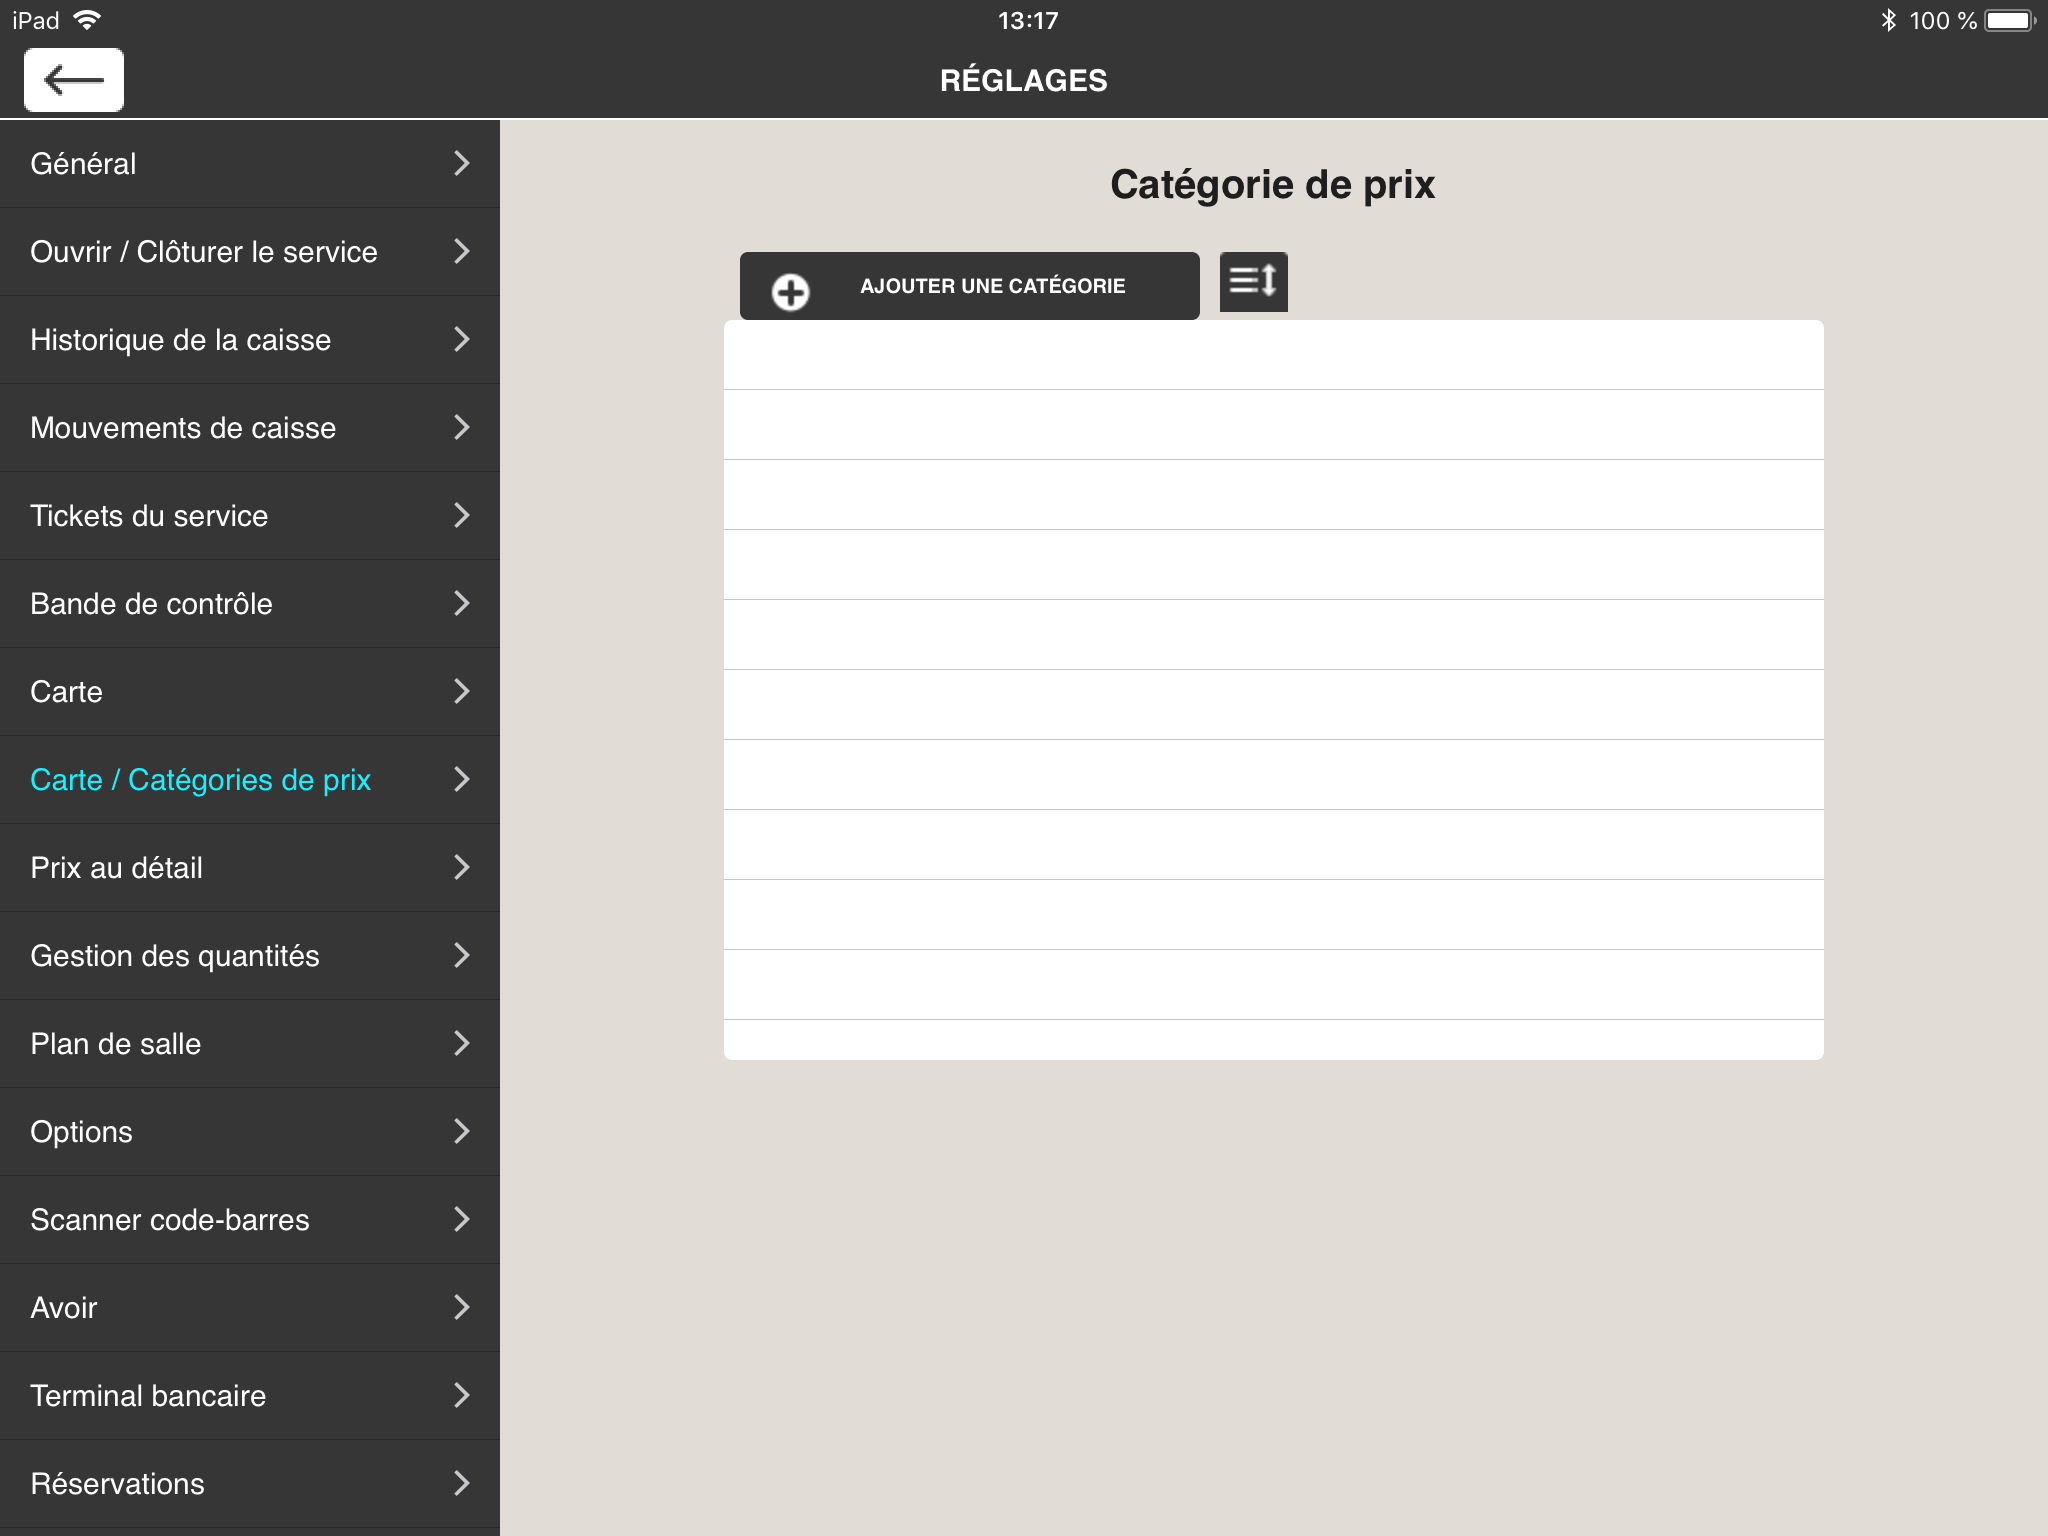 iPad
13:17
100 %
RÉGLAGES
Général
Ouvrir / Clôturer le service
Historique de la caisse
Mouvements de caisse
Tickets du service
Bande de contrôle
Carte
Carte / Catégories de prix
Prix au détail
Gestion des quantités
Plan de salle
Options
Scanner code-barres
Avoir
Terminal bancaire
Réservations
Catégorie de prix
AJOUTER UNE CATÉGORIE